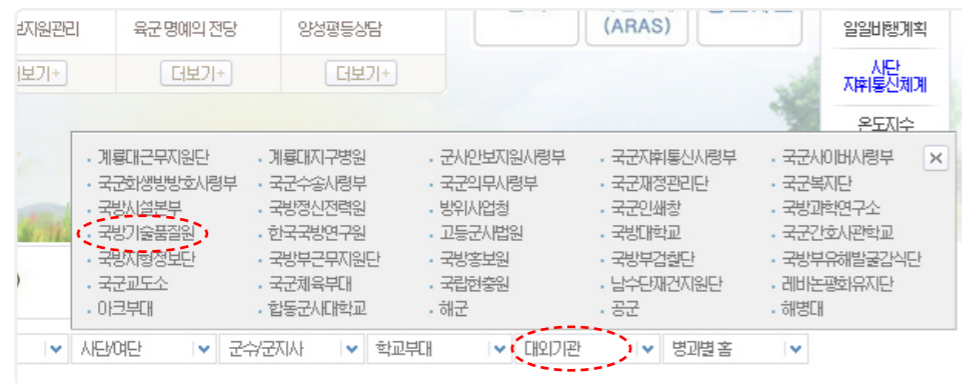 육군 명예의 전당
양성평등상담
(ARAS)
일일비행계획
더보기+
더보기+
사단
지휘통신체계
온도지수
계룡대근무지원단
계룡대지구병원
군사안보지원사령부
국군지휘통신사령부
국군사이버사령부
국군화생방방호사령부
국군수송사령부
국군의무사령부
국군재정관리단
국군복지단
국방시설본부
국방정신전력원
방위사업청
국군인쇄창
국방과학연구소
국방기술품질원
한국국방연구원
고등군사법원
국방대학교
국군간호사관학교
국방지형정보단
국방부근무지원단
국방홍보원
국방부검찰단
국방부유해발굴감식단
국군교도소
국군체육부대
국립현충원
남수단재건지원단
레바논평화유지단
아크부대
합동군사대학교
해군
공군
해병대
사단/여단
군수/군지사
학교부대
대외기관
병과별 홈